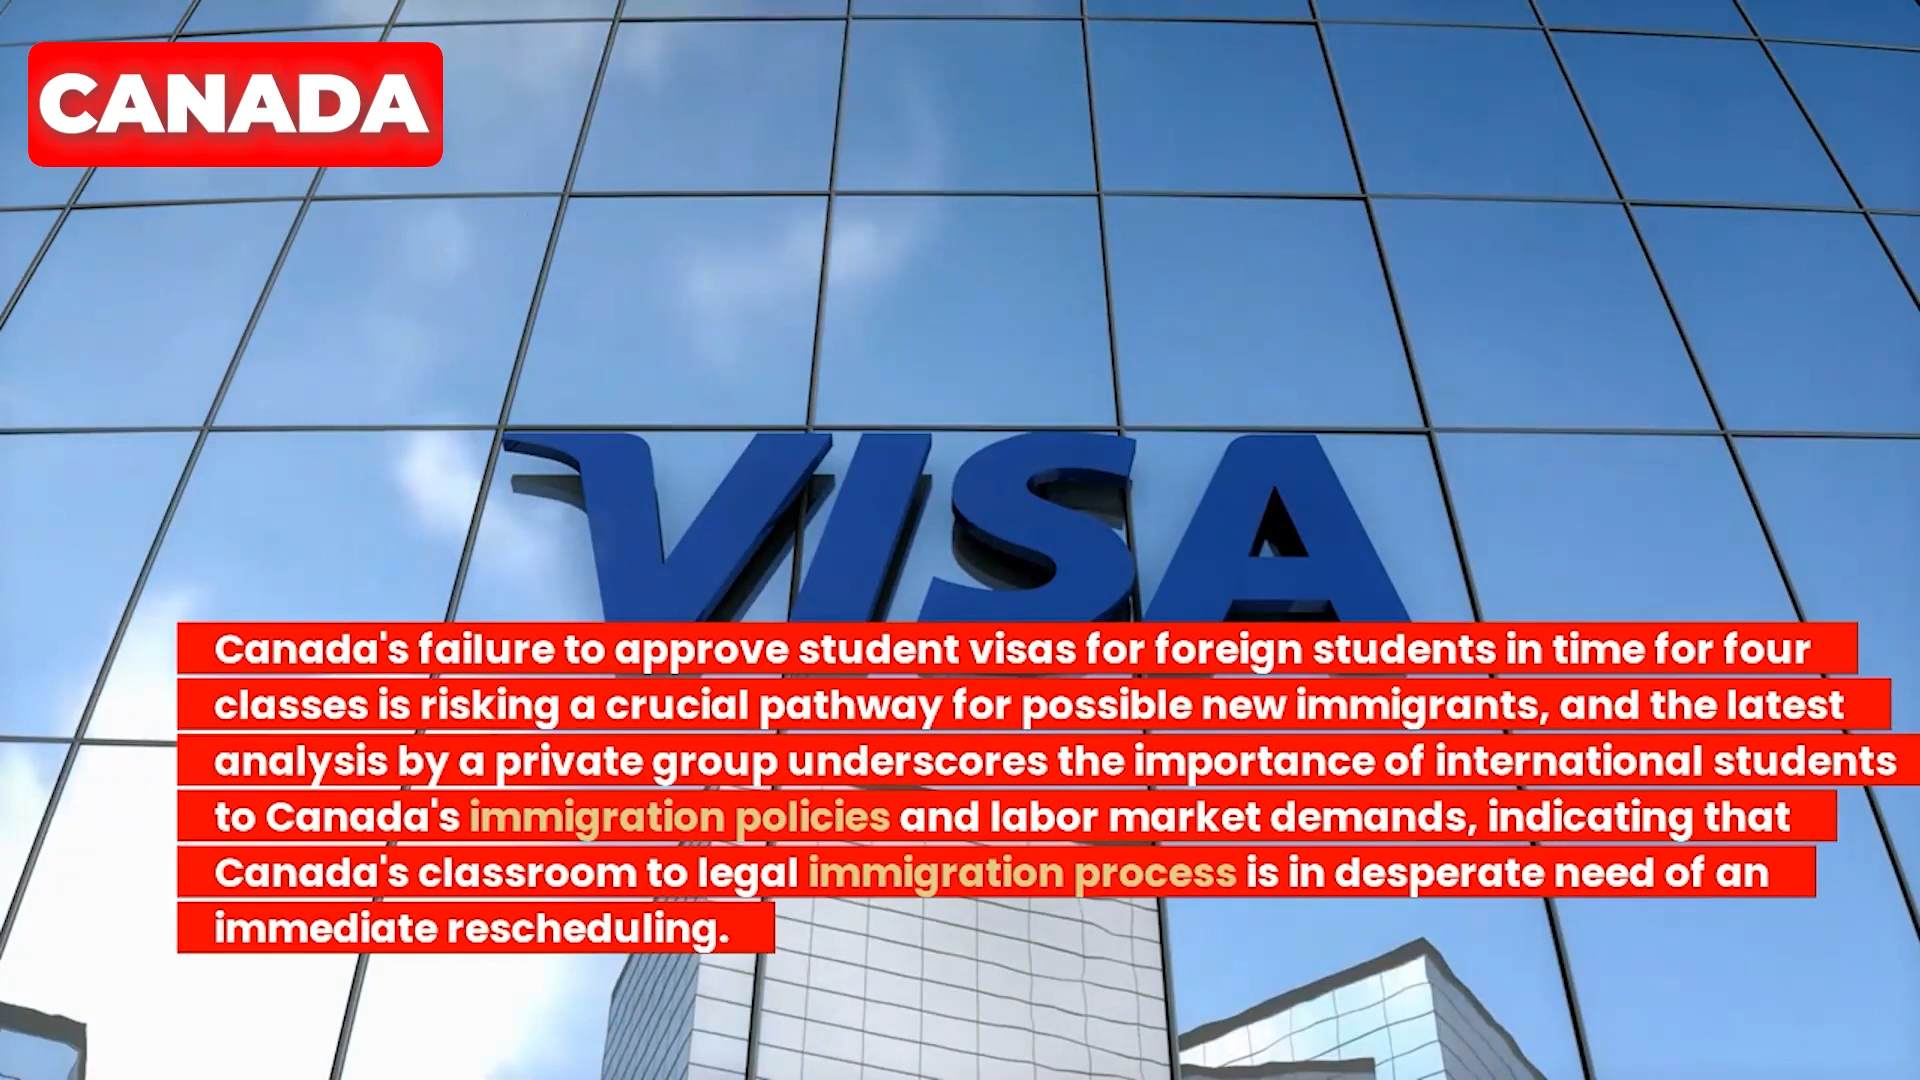 CANADA
VISA
Canada's failure to approve student visas for foreign students in time for four
classes is risking a crucial pathway for possible new immigrants, and the latest
analysis by a private group underscores the importance of international students
to Canada's immigration policies and labor market demands, indicating that
Canada's classroom to legal immigration process is in desperate need of an
immediate rescheduling.